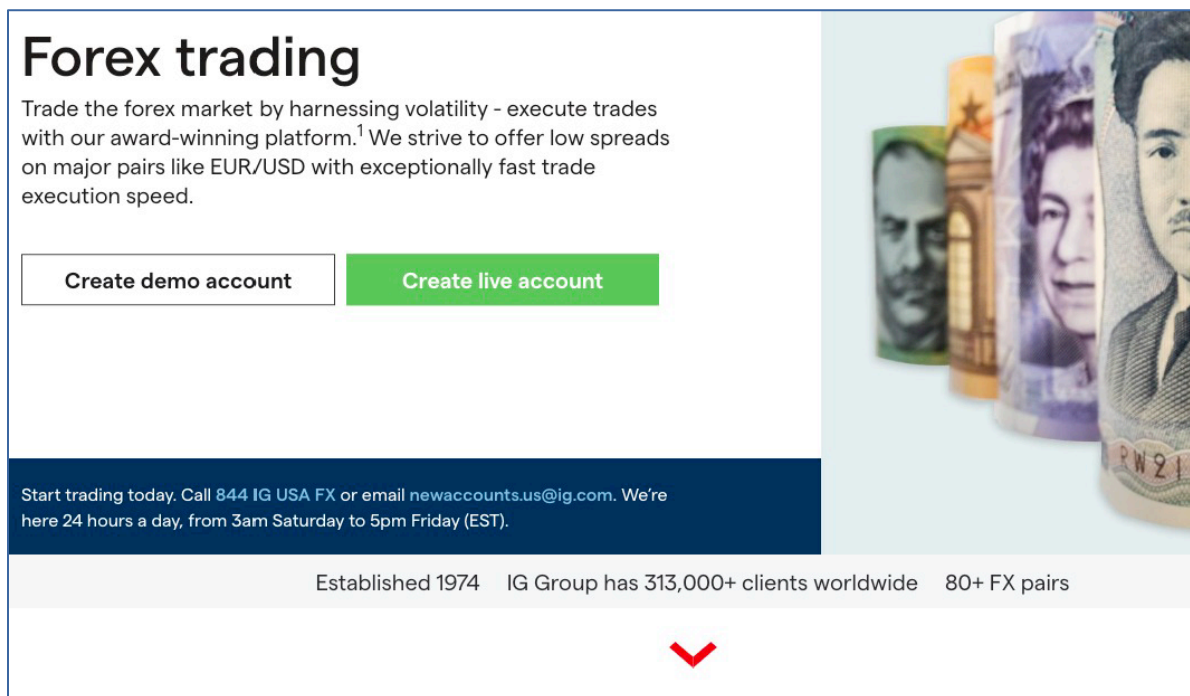 Forex trading
Trade the forex market by harnessing volatility - execute trades
with our award-winning platform.¹ We strive to offer low spreads
on major pairs like EUR/USD with exceptionally fast trade
execution speed.
Create demo account
Create live account
Start trading today. Call 844 IG USA FX or email newaccounts.us@ig.com. We’re
here 24 hours a day, from 3am Saturday to 5pm Friday (EST).
Established 1974 IG Group has 313,000+ clients worldwide 80+ FX pairs
RW21